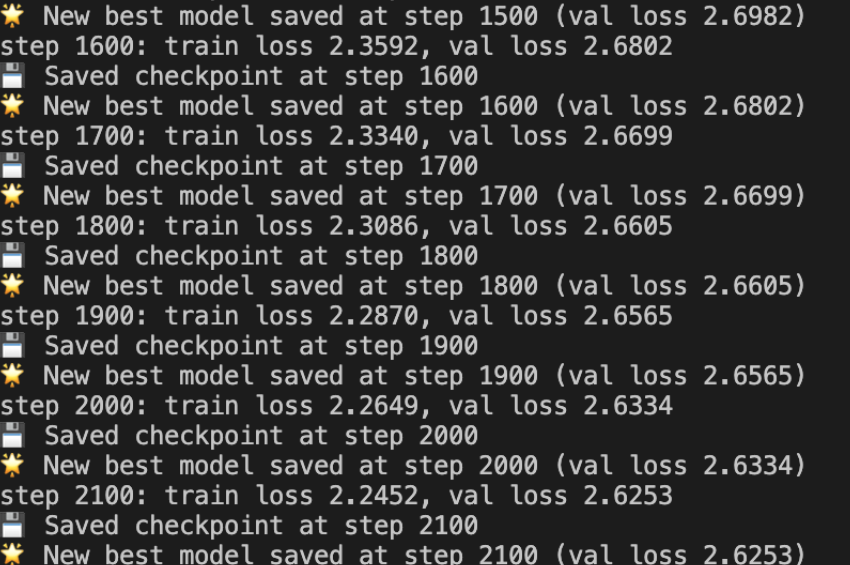 🌟 New best model saved at step 1500 (val loss 2.6982)
step 1600: train loss 2.3592, val loss 2.6802
💾 Saved checkpoint at step 1600
🌟 New best model saved at step 1600 (val loss 2.6802)
step 1700: train loss 2.3340, val loss 2.6699
💾 Saved checkpoint at step 1700
🌟 New best model saved at step 1700 (val loss 2.6699)
step 1800: train loss 2.3086, val loss 2.6605
💾 Saved checkpoint at step 1800
🌟 New best model saved at step 1800 (val loss 2.6605)
step 1900: train loss 2.2870, val loss 2.6565
💾 Saved checkpoint at step 1900
🌟 New best model saved at step 1900 (val loss 2.6565)
step 2000: train loss 2.2649, val loss 2.6334
💾 Saved checkpoint at step 2000
🌟 New best model saved at step 2000 (val loss 2.6334)
step 2100: train loss 2.2452, val loss 2.6253
💾 Saved checkpoint at step 2100
🌟 New best model saved at step 2100 (val loss 2.6253)